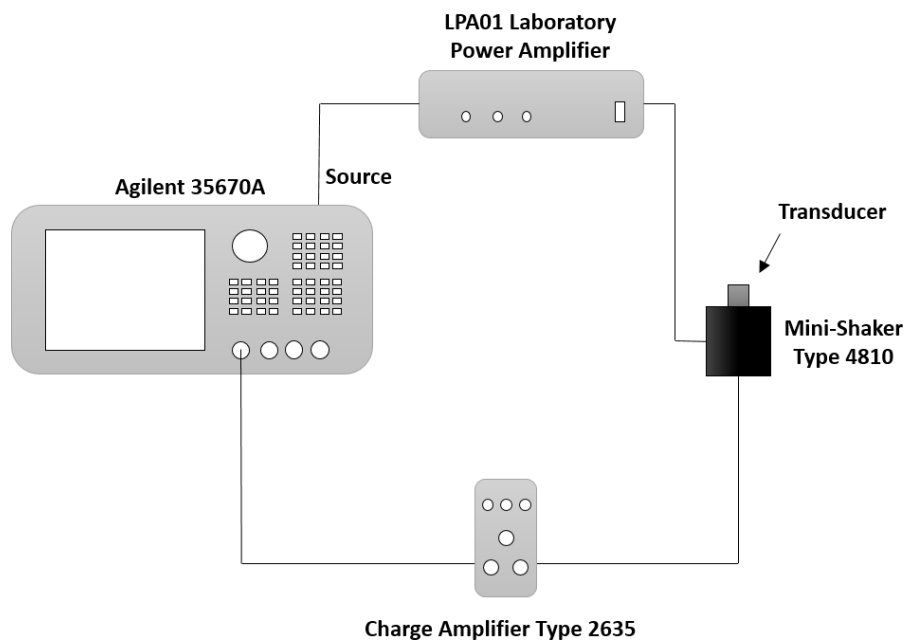 LPA01 Laboratory
Power Amplifier
Agilent 35670A
Source
Transducer
Mini-Shaker
Type 4810
Charge Amplifier Type 2635